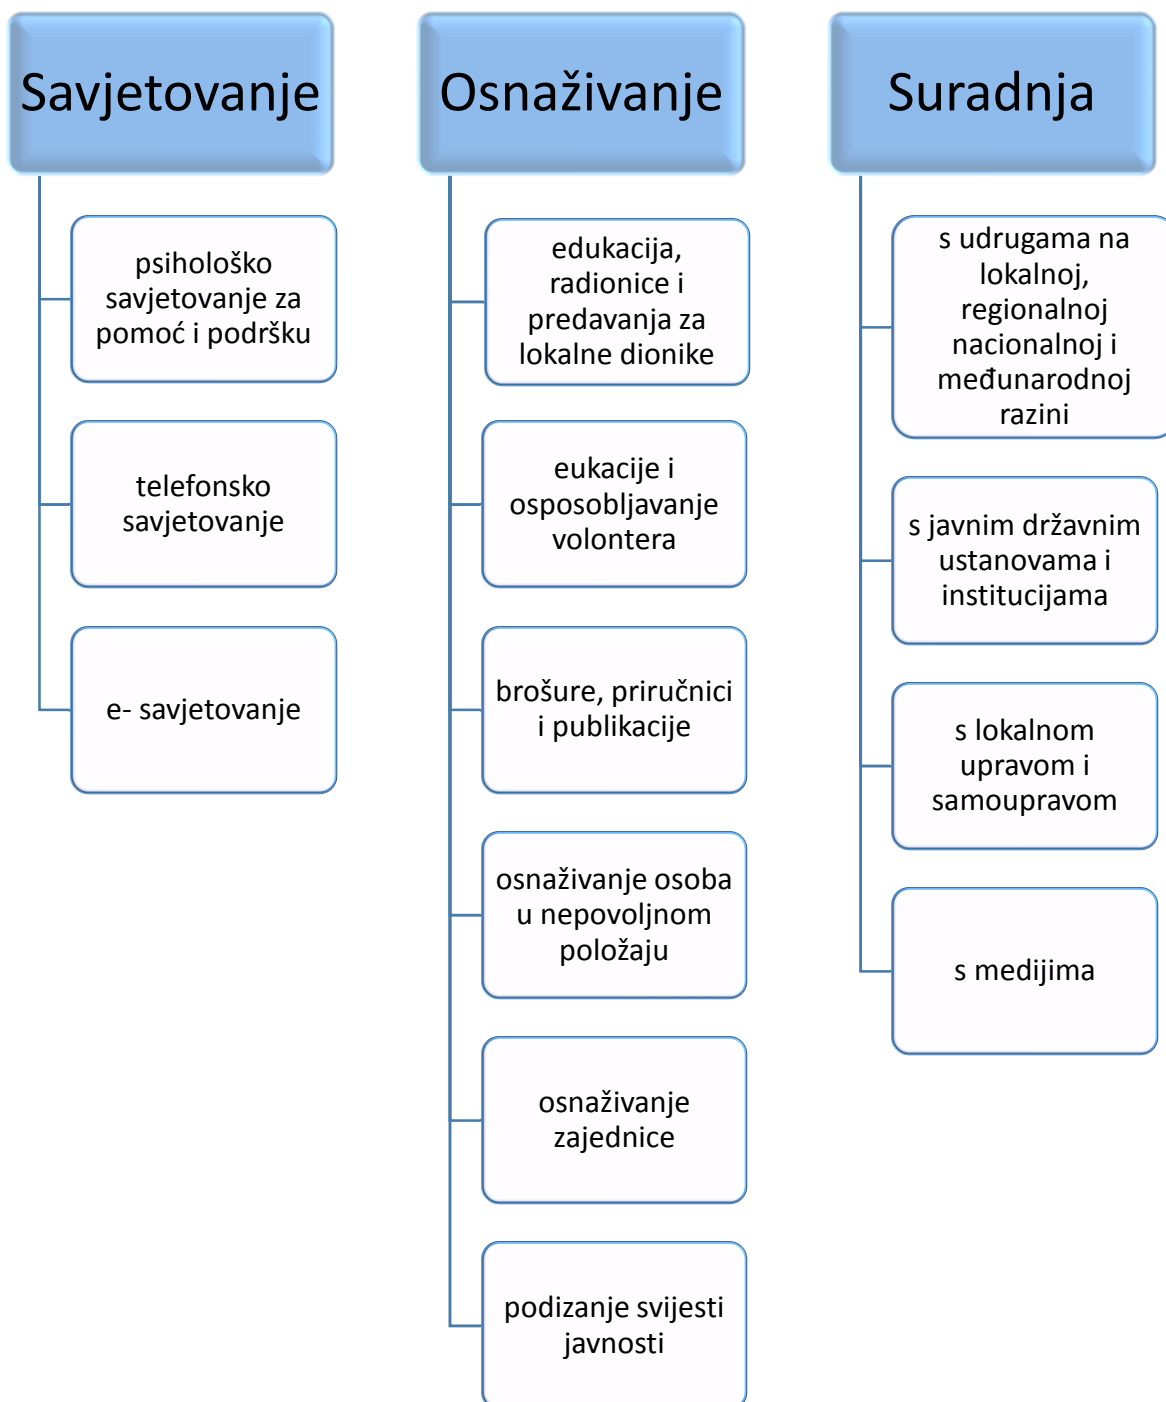 Savjetovanje
psihološko
savjetovanje za
pomoć i podršku
telefonsko
savjetovanje
e- savjetovanje
Osnaživanje
edukacija,
radionice i
predavanja za
lokalne dionike
eukacije i
osposobljavanje
volontera
brošure, priručnici
i publikacije
osnaživanje osoba
u nepovoljnom
položaju
osnaživanje
zajednice
podizanje svijesti
javnosti
Suradnja
s udrugama na
lokalnoj,
regionalnoj
nacionalnoj i
međunarodnoj
razini
s javnim državnim
ustanovama i
institucijama
s lokalnom
upravom i
samoupravom
s medijima